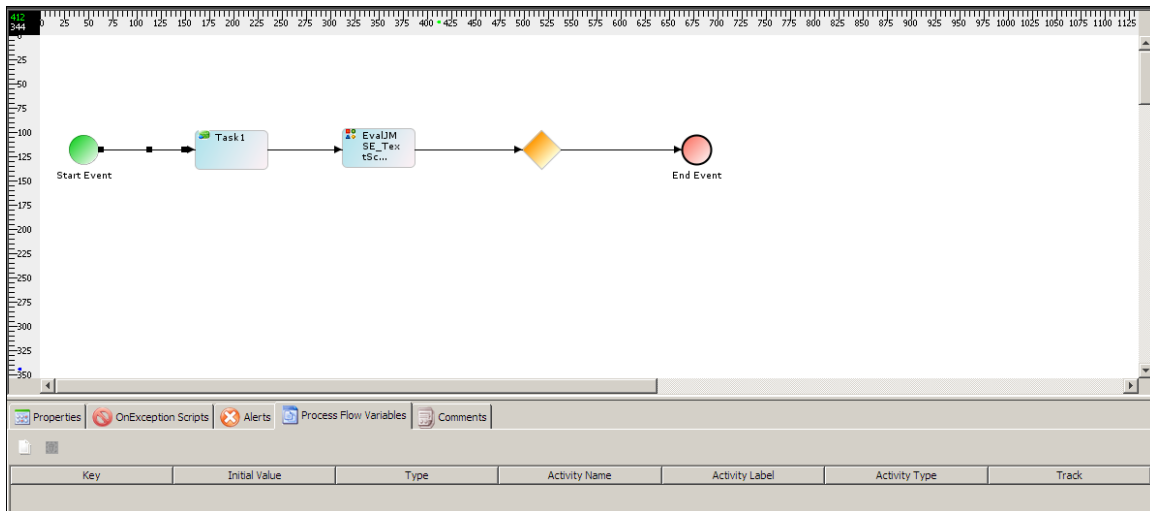 412
344
0 25 50 75 100 125 150 175 200 225 250 275 300 325 350 375 400 425 450 475 500 525 550 575 600 625 650 675 700 725 750 775 800 825 850 875 900 925 950 975 1000 1025 1050 1075 1100 1125
0
25
50
75
100
125
150
175
200
225
250
275
300
325
350
Start Event
Task1
EvalJM
SE_Tex
tSc...
End Event
Properties OnException Scripts Alerts Process Flow Variables Comments
Key Initial Value Type Activity Name Activity Label Activity Type Track